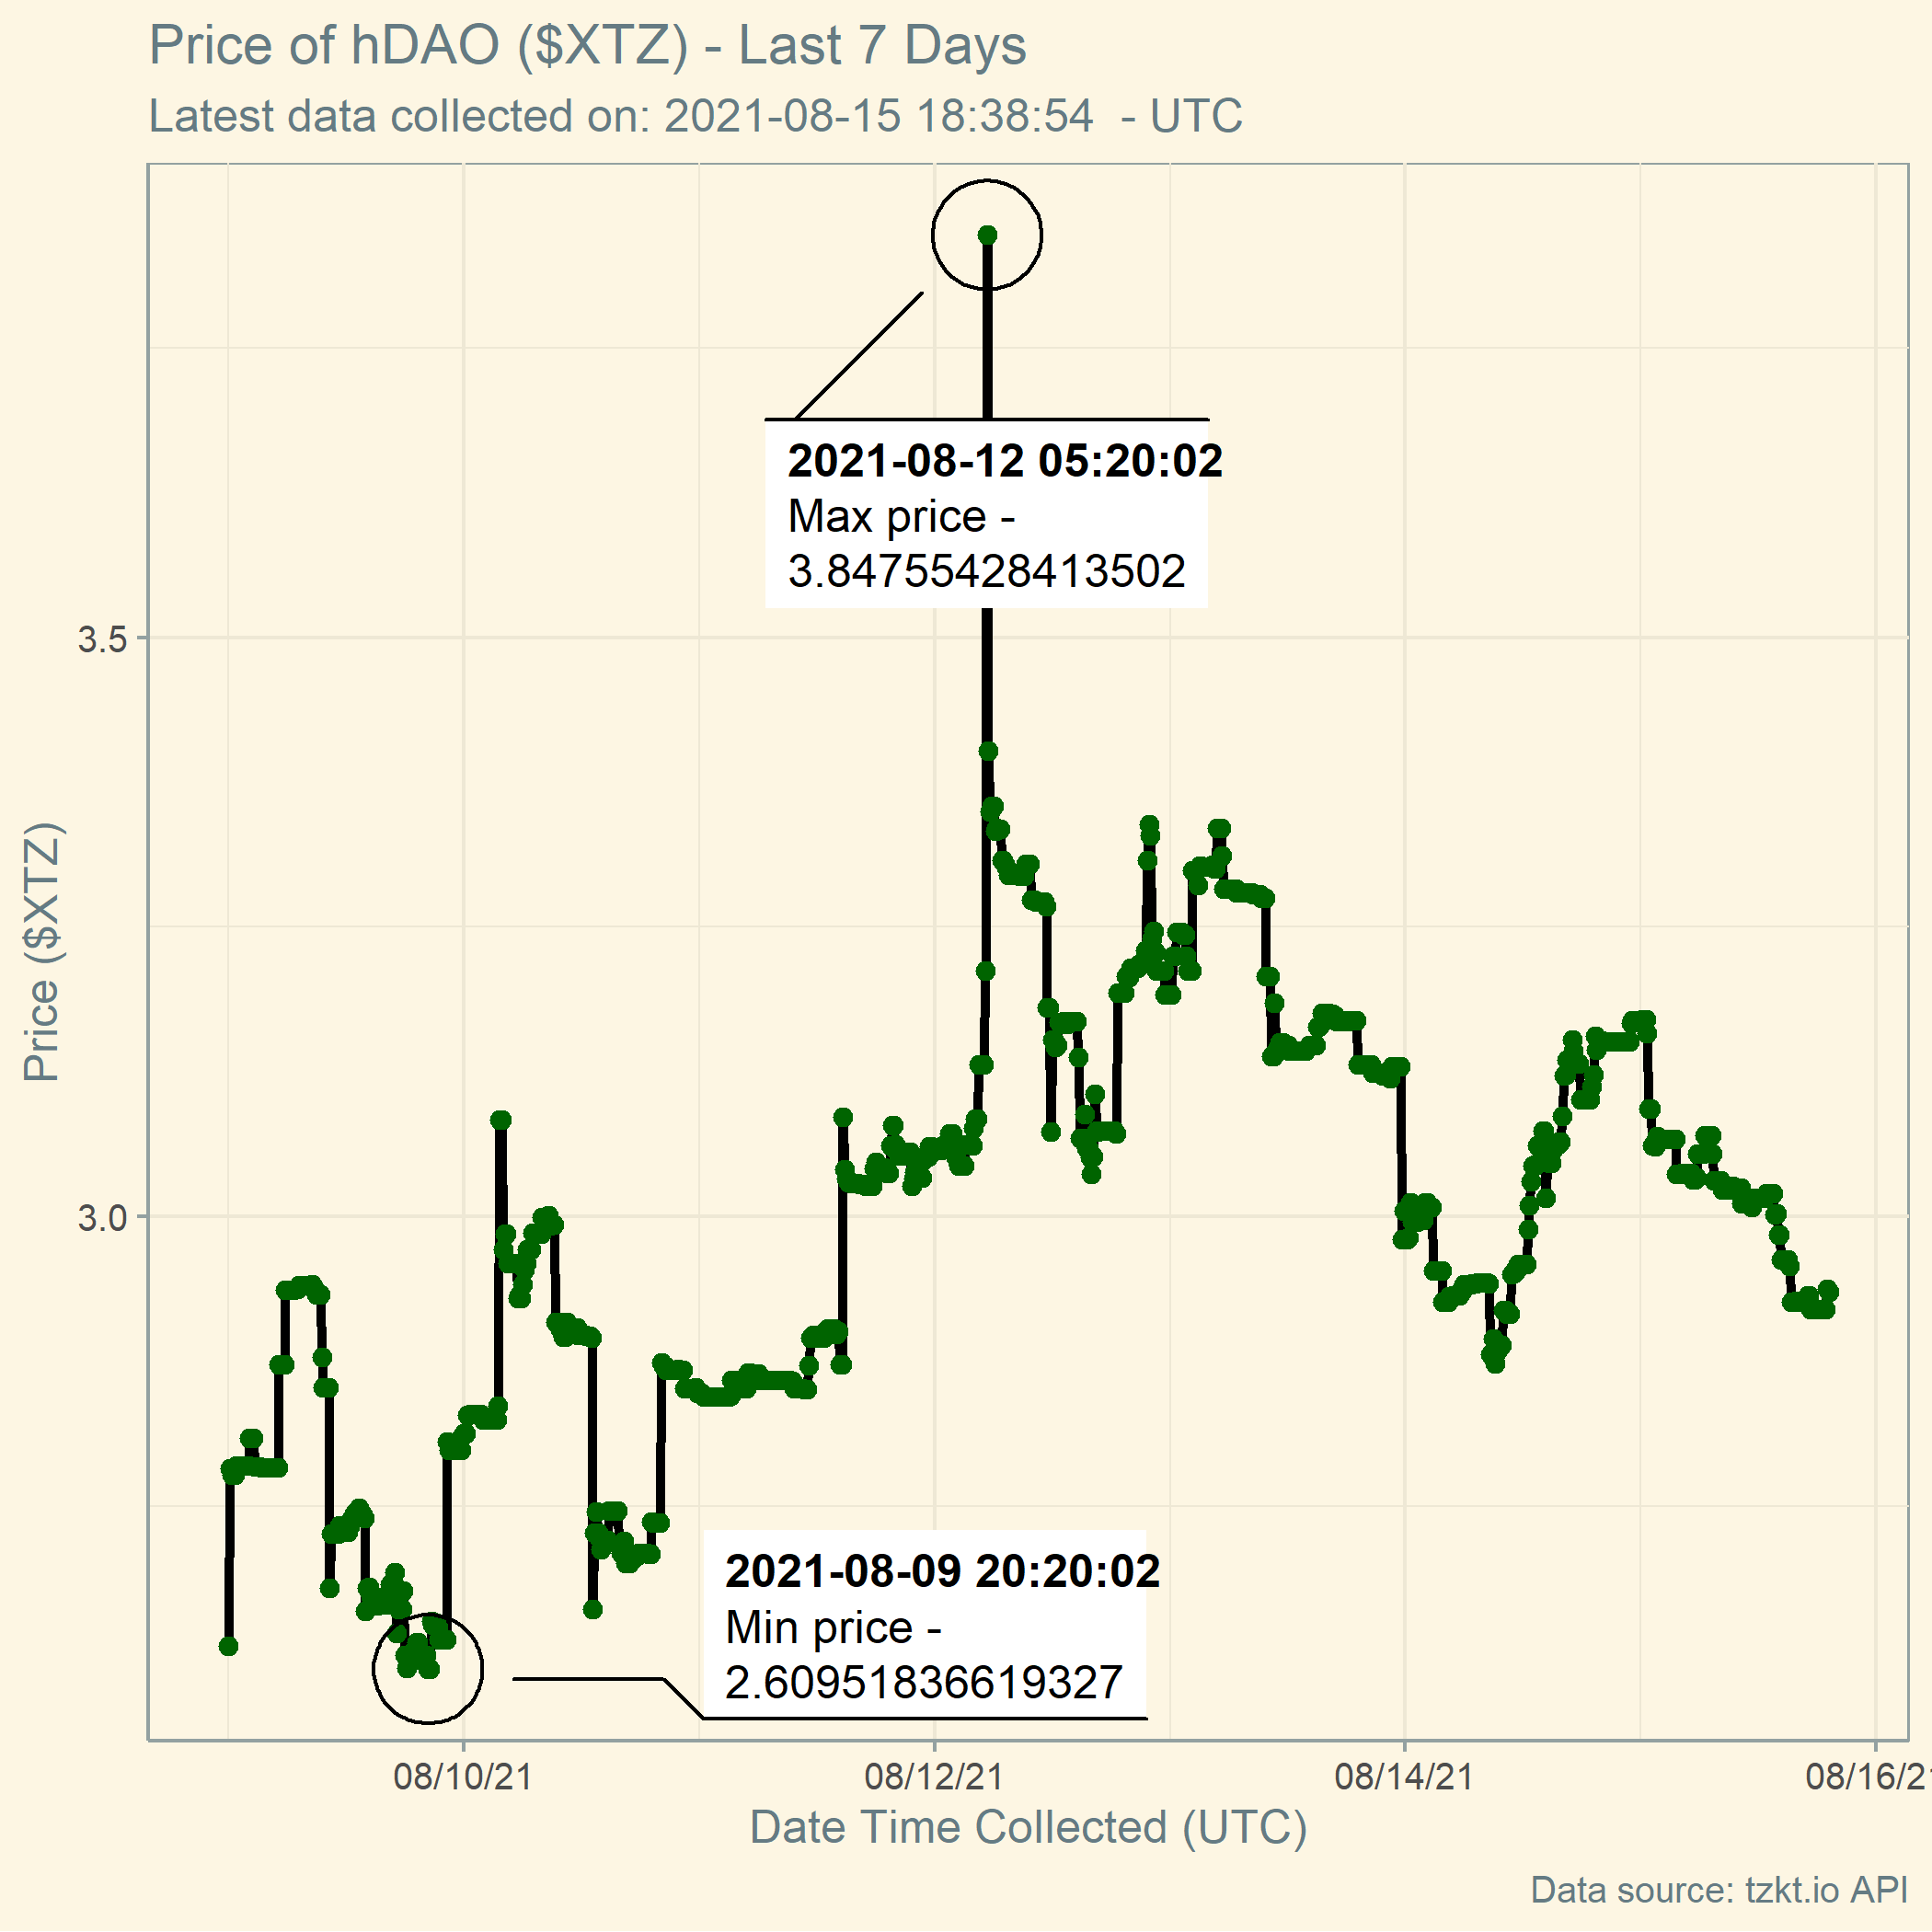 Price of hDAO ($XTZ) - Last 7 Days
Latest data collected on: 2021-08-15 18:38:54  - UTC
2021-08-12 05:20:02
Max price -
3.84755428413502
3.5
Price ($XTZ)
3.0
2021-08-09 20:20:02
Min price -
2.60951836619327
08/10/21 08/12/21 08/14/21 08/16/21
Date Time Collected (UTC)
Data source: tzkt.io API